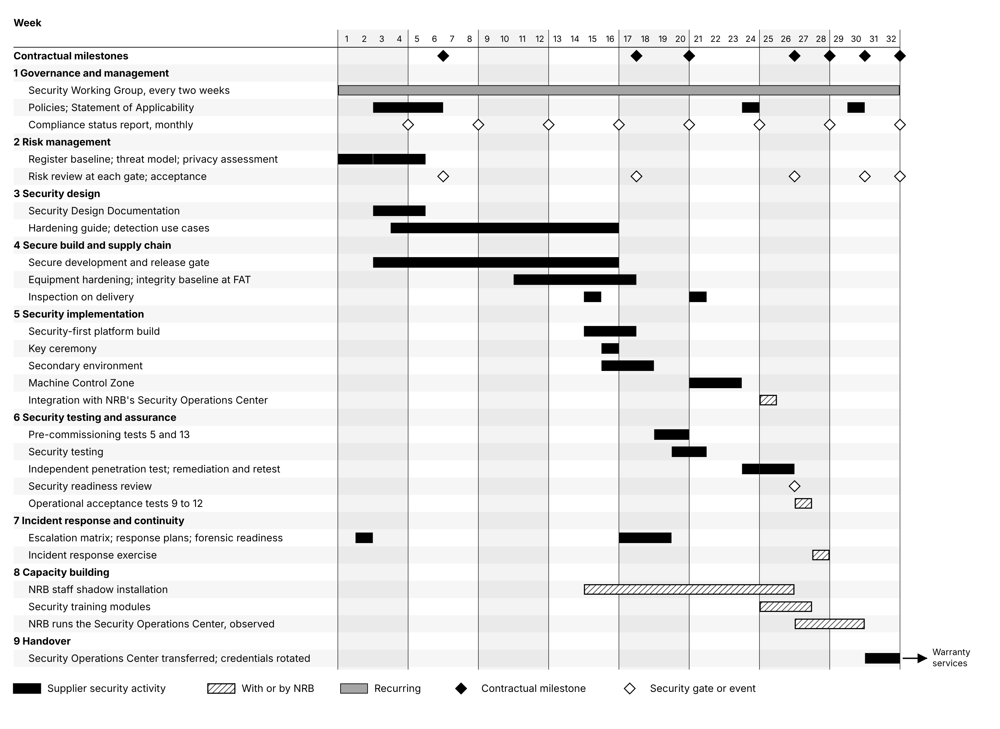 Week
1 2 3 4 5 6 7 8 9 10 11 12 13 14 15 16 17 18 19 20 21 22 23 24 25 26 27 28 29 30 31 32
Contractual milestones
1 Governance and management
Security Working Group, every two weeks
Policies; Statement of Applicability
Compliance status report, monthly
2 Risk management
Register baseline; threat model; privacy assessment
Risk review at each gate; acceptance
3 Security design
Security Design Documentation
Hardening guide; detection use cases
4 Secure build and supply chain
Secure development and release gate
Equipment hardening; integrity baseline at FAT
Inspection on delivery
5 Security implementation
Security-first platform build
Key ceremony
Secondary environment
Machine Control Zone
Integration with NRB's Security Operations Center
6 Security testing and assurance
Pre-commissioning tests 5 and 13
Security testing
Independent penetration test; remediation and retest
Security readiness review
Operational acceptance tests 9 to 12
7 Incident response and continuity
Escalation matrix; response plans; forensic readiness
Incident response exercise
8 Capacity building
NRB staff shadow installation
Security training modules
NRB runs the Security Operations Center, observed
9 Handover
Security Operations Center transferred; credentials rotated
Warranty
services
Supplier security activity
With or by NRB
Recurring
Contractual milestone
Security gate or event